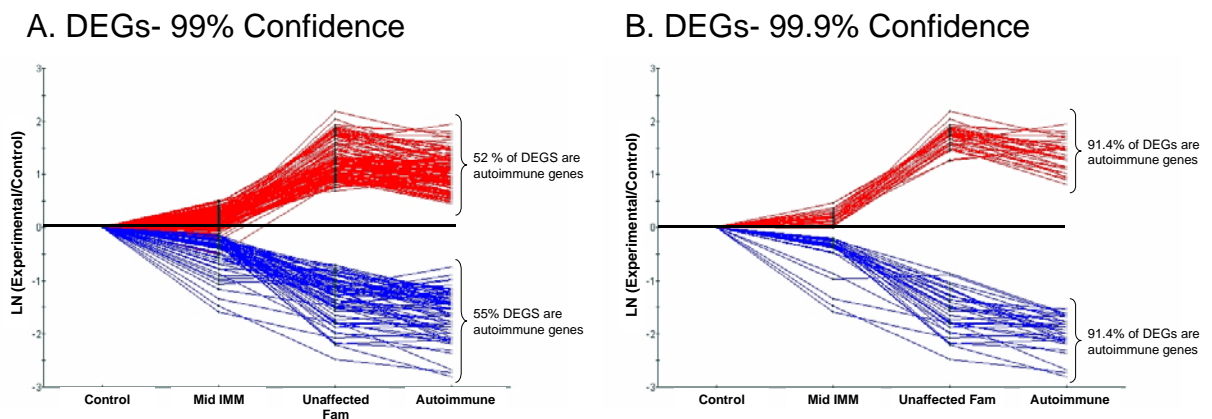 A. DEGs- 99% Confidence
LN (Experimental/Control)
3
2
1
0
-1
-2
-3
52 % of DEGS are
autoimmune genes
55% DEGS are
autoimmune genes
Control
Mid IMM
Unaffected
Fam
Autoimmune
B. DEGs- 99.9% Confidence
LN (Experimental/Control)
3
2
1
0
-1
-2
-3
91.4% of DEGs are
autoimmune genes
91.4% of DEGs are
autoimmune genes
Control
Mid IMM
Unaffected Fam
Autoimmune